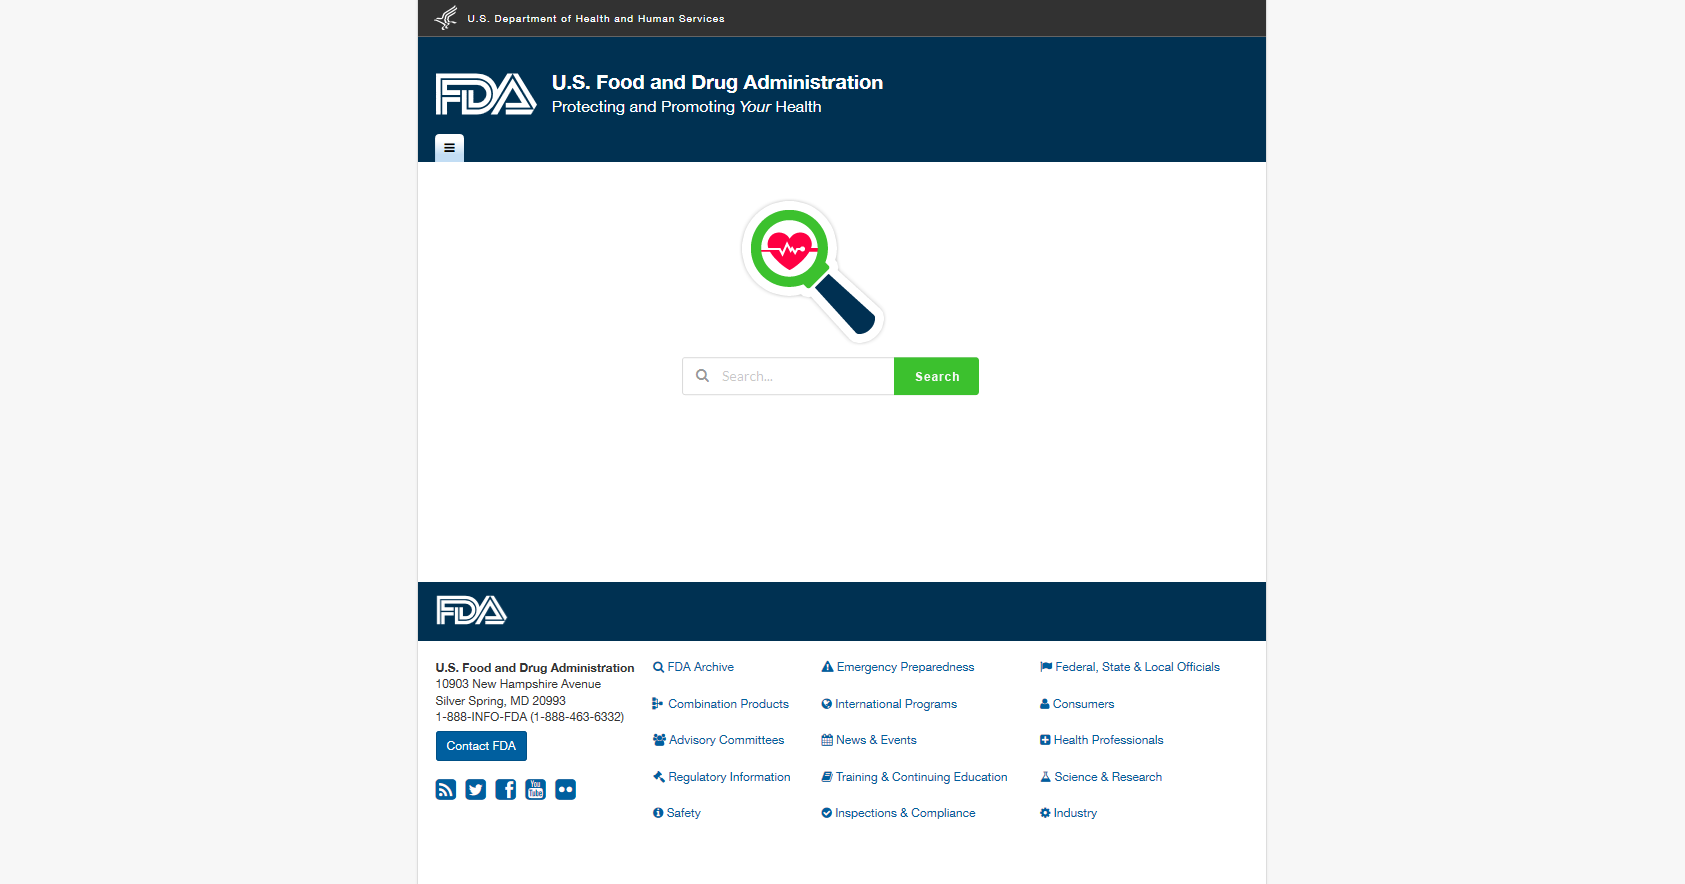 U.S. Department of Health and Human Services
FDA
U.S. Food and Drug Administration
Protecting and Promoting Your Health
Search...
Search
FDA
U.S. Food and Drug Administration
10903 New Hampshire Avenue
Silver Spring, MD 20993
1-888-INFO-FDA (1-888-463-6332)
Contact FDA
You
Tube
FDA Archive
Combination Products
Advisory Committees
Regulatory Information
Safety
Emergency Preparedness
International Programs
News & Events
Training & Continuing Education
Inspections & Compliance
Federal, State & Local Officials
Consumers
Health Professionals
Science & Research
Industry